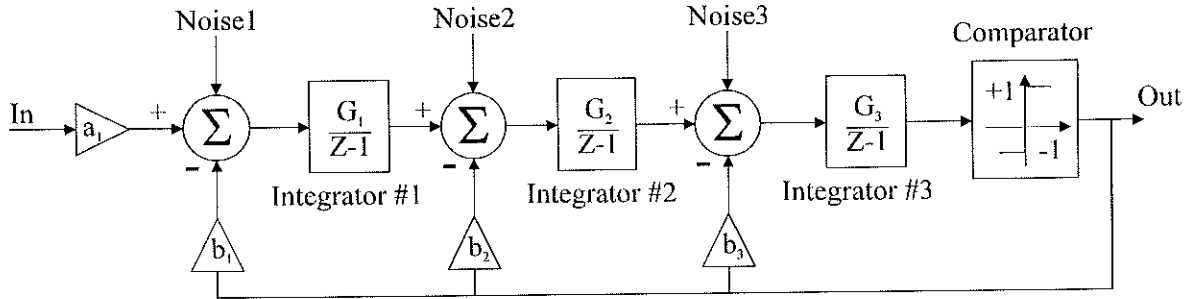 Noise1
Noise2
Noise3
Comparator
In
a₁
+
Σ
−
G₁
Z-1
+
Σ
−
G₂
Z-1
+
Σ
−
G₃
Z-1
+1
-1
Out
Integrator #1
Integrator #2
Integrator #3
b₁
b₂
b₃